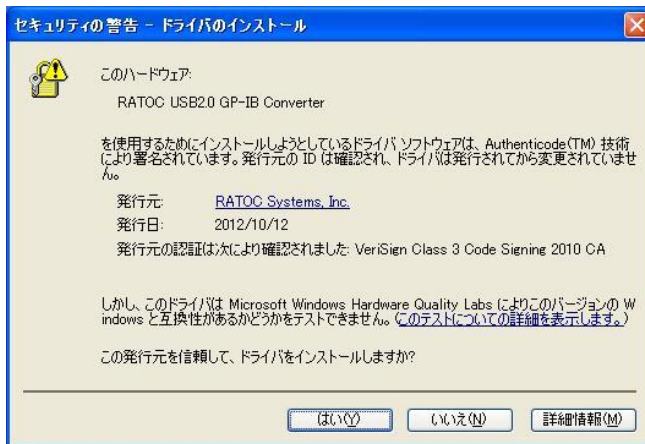 セキュリティの警告 - ドライバのインストール
このハードウェア:
RATOC USB2.0 GP-IB Converter
を使用するためにインストールしようとしているドライバ ソフトウェアは、Authenticode(TM) 技術
により署名されています。発行元の ID は確認され、ドライバは発行されてから変更されていませ
ん。
発行元: RATOC Systems, Inc.
発行日: 2012/10/12
発行元の認証は次により確認されました: VeriSign Class 3 Code Signing 2010 CA
しかし、このドライバは Microsoft Windows Hardware Quality Labs によりこのバージョンの W
indows と互換性があるかどうかをテストできません。(このテストについての詳細を表示します。)
この発行元を信頼して、ドライバをインストールしますか?
はい(Y) いいえ(N) 詳細情報(M)